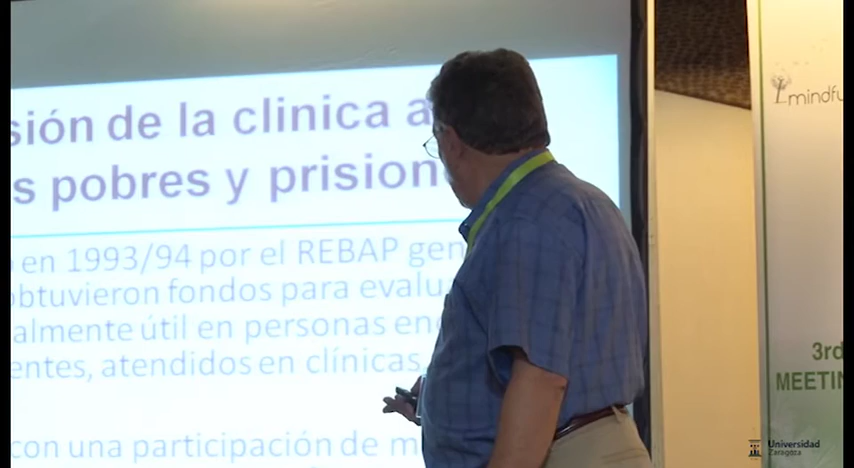 sión de la clinica a
s pobres y prision
en 1993/94 por el REBAP gen
obtuvieron fondos para evalu
almente útil en personas en
entes, atendidos en clínicas
con una participación de m
mindfu
3rd
MEETIN
Universidad
Zaragoza